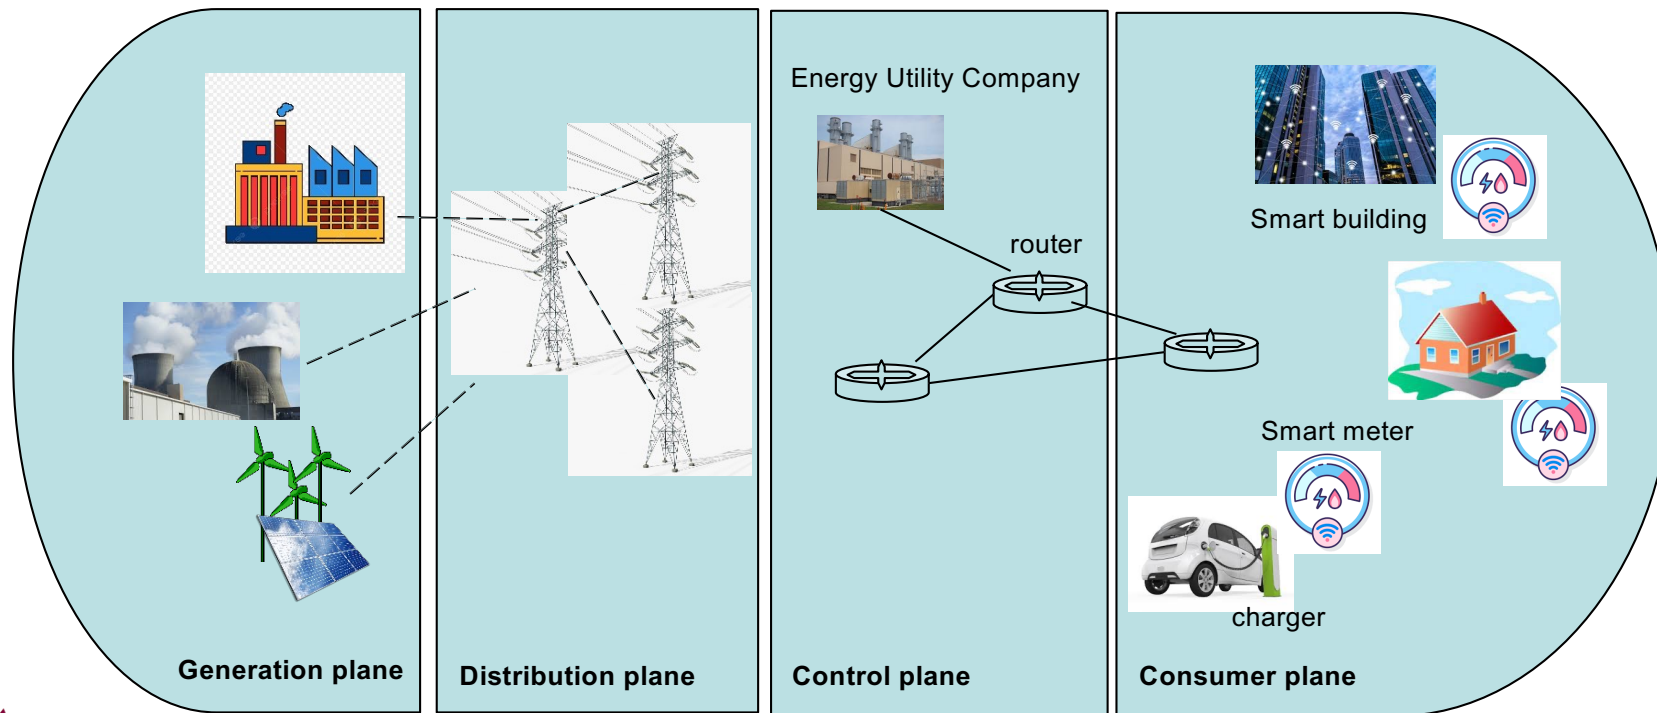 Energy Utility Company
router
Smart building
Smart meter
charger
Generation plane
Distribution plane
Control plane
Consumer plane